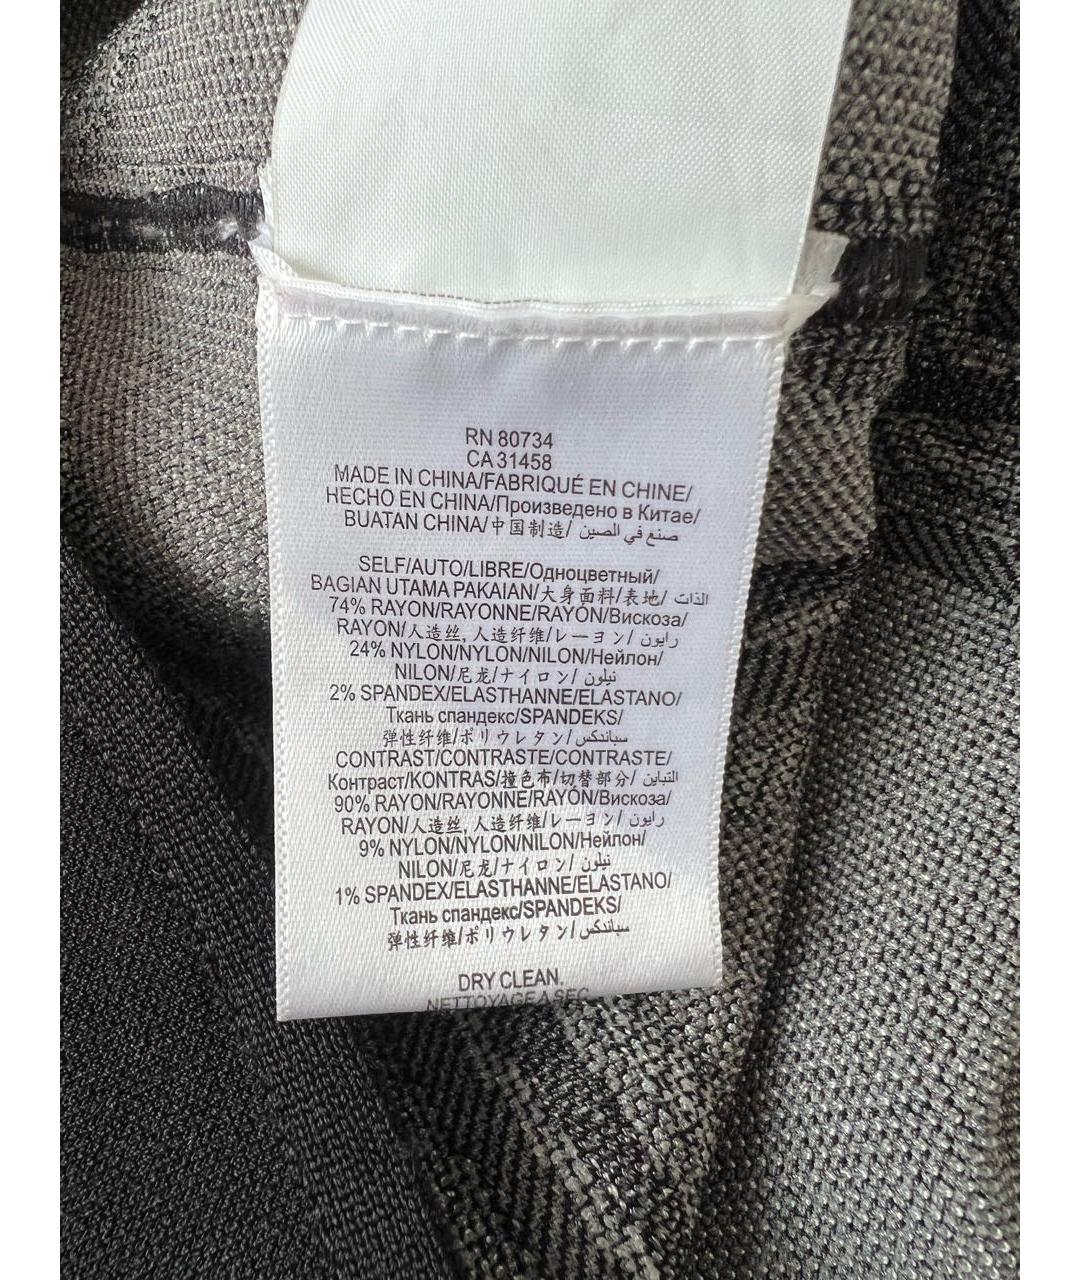 RN 80734
CA 31458
MADE IN CHINA/FABRIQUÉ EN CHINE/
HECHO EN CHINA/Произведено в Китае/
BUATAN CHINA/中国制造/ صنع في الصين
SELF/AUTO/LIBRE/Одноцветный/
BAGIAN UTAMA PAKAIAN/大身面料/表地/ الذات
74% RAYON/RAYONNE/RAYÓN/Вискоза/
RAYON/人造丝, 人造纤维/レーヨン/ رايون
24% NYLON/NYLON/NILON/Нейлон/
NILON/尼龙/ナイロン/ نيلون
2% SPANDEX/ELASTHANNE/ELASTANO/
Ткань спандекс/SPANDEKS/
弹性纤维/ポリウレタン/ سباندكس
CONTRAST/CONTRASTE/CONTRASTE/
Контраст/KONTRAS/撞色布/切替部分/ التباين
90% RAYON/RAYONNE/RAYÓN/Вискоза/
RAYON/人造丝, 人造纤维/レーヨン/ رايون
9% NYLON/NYLON/NILON/Нейлон/
NILON/尼龙/ナイロン/ نيلون
1% SPANDEX/ELASTHANNE/ELASTANO/
Ткань спандекс/SPANDEKS/
弹性纤维/ポリウレタン/ سباندكس
DRY CLEAN.
NETTOYAGE À SEC